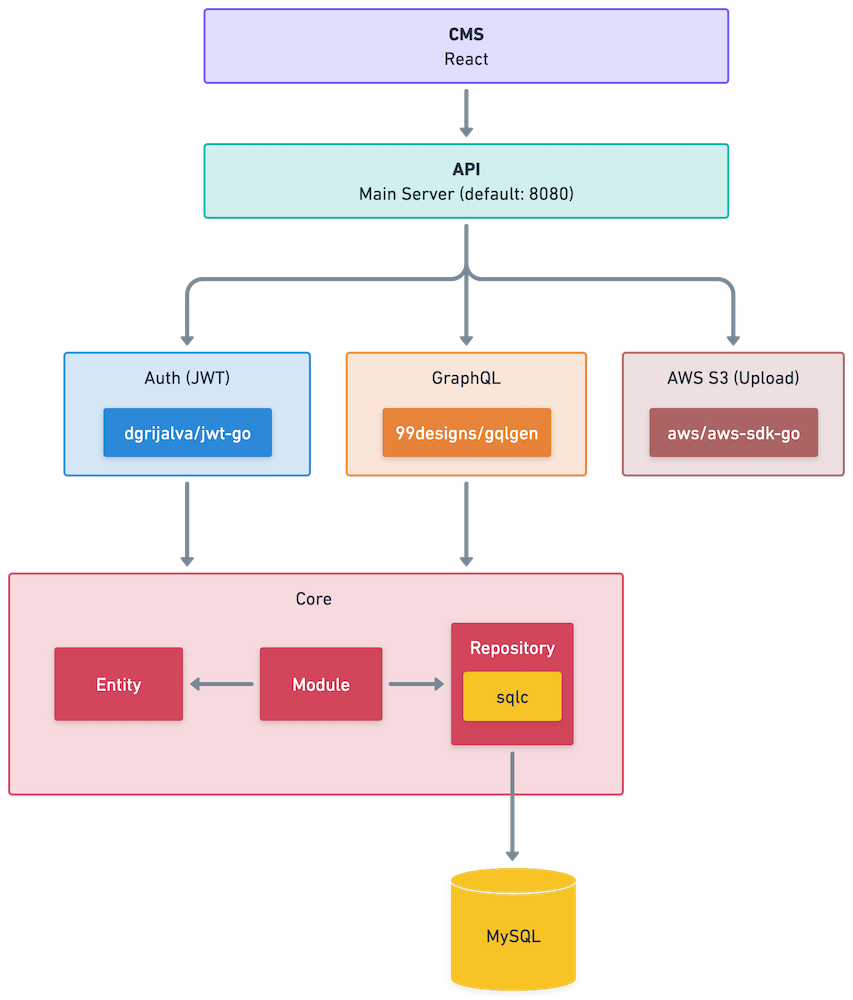 CMS
React
API
Main Server (default: 8080)
Auth (JWT)
dgrijalva/jwt-go
GraphQL
99designs/gqlgen
AWS S3 (Upload)
aws/aws-sdk-go
Core
Entity
Module
Repository
sqlc
MySQL